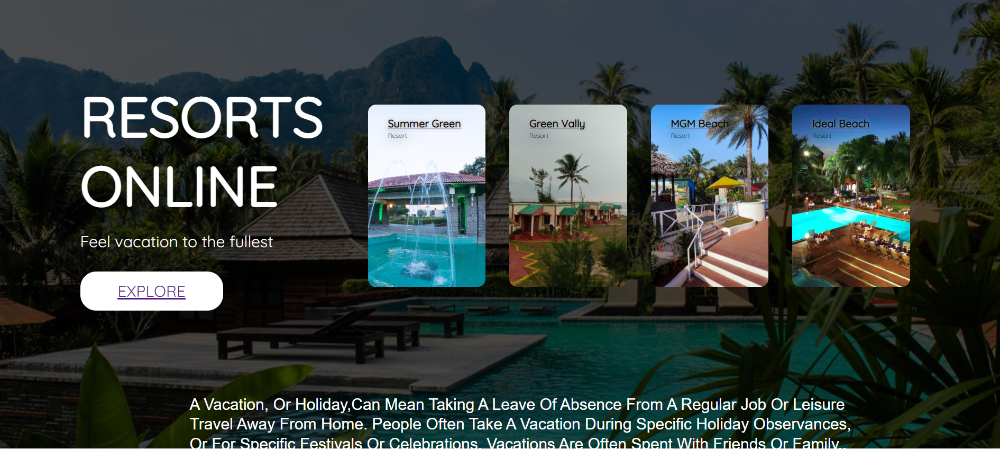 RESORTS
ONLINE
Feel vacation to the fullest
EXPLORE
Summer Green
Resort
Green Vally
Resort
MGM Beach
Resort
Ideal Beach
Resort
A Vacation, Or Holiday,Can Mean Taking A Leave Of Absence From A Regular Job Or Leisure
Travel Away From Home. People Often Take A Vacation During Specific Holiday Observances,
Or For Specific Festivals Or Celebrations. Vacations Are Often Spent With Friends Or Family..